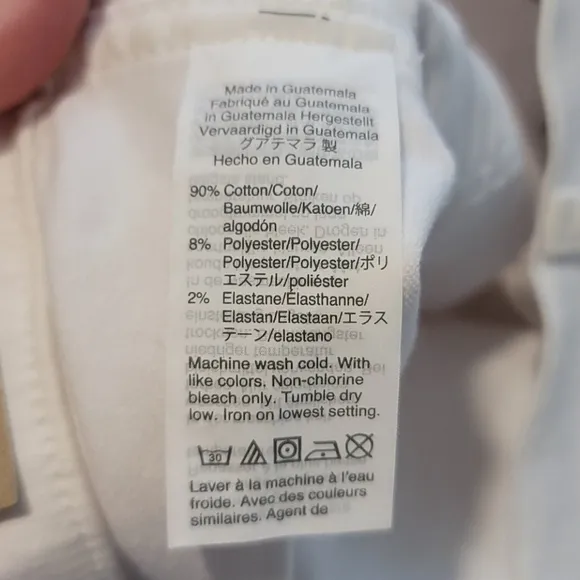 Made in Guatemala
Fabriqué au Guatemala
in Guatemala Hergestellt
Vervaardigd in Guatemala
グアテマラ 製
Hecho en Guatemala
90% Cotton/Coton/
Baumwolle/Katoen/綿/
algodón
8% Polyester/Polyester/
Polyester/Polyester/ポリ
エステル/poliéster
2% Elastane/Élasthanne/
Elastan/Elastaan/エラス
テーン/elastano
Machine wash cold. With
like colors. Non-chlorine
bleach only. Tumble dry
low. Iron on lowest setting.
30
Laver à la machine à l'eau
froide. Avec des couleurs
similaires. Agent de